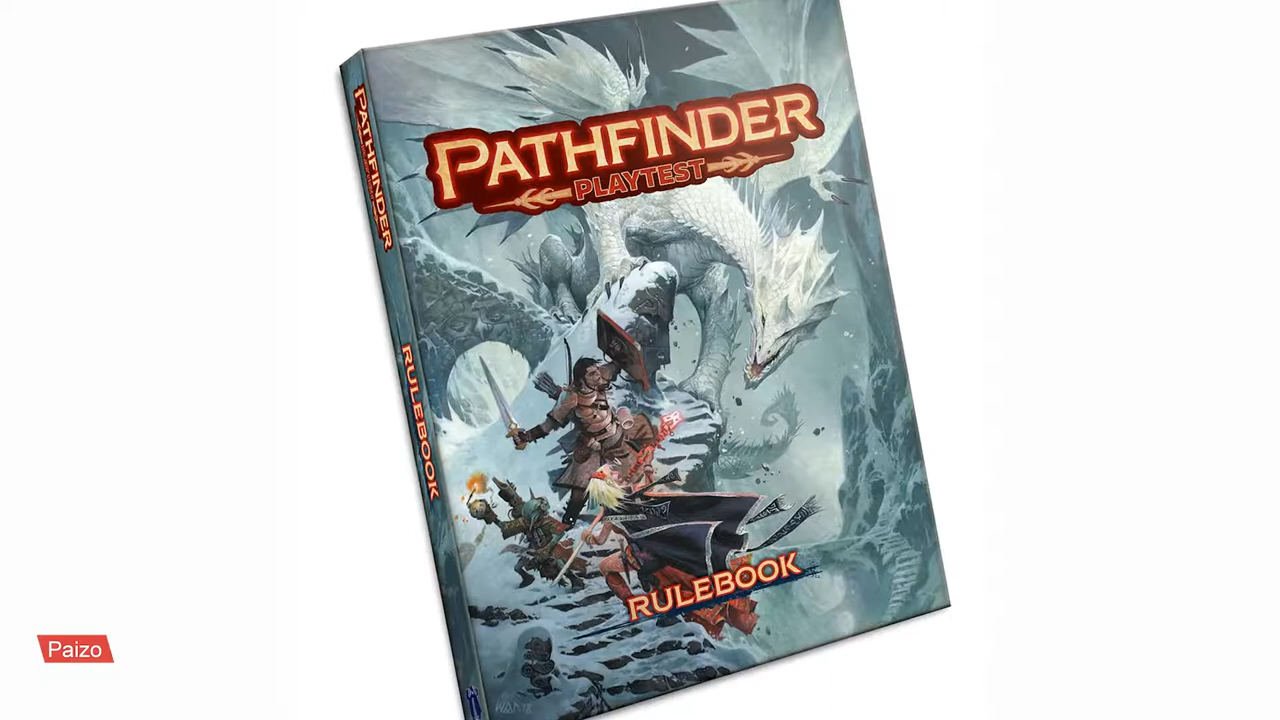 PATHFINDER
PLAYTEST
RULEBOOK
PATHFINDER
RULEBOOK
Paizo